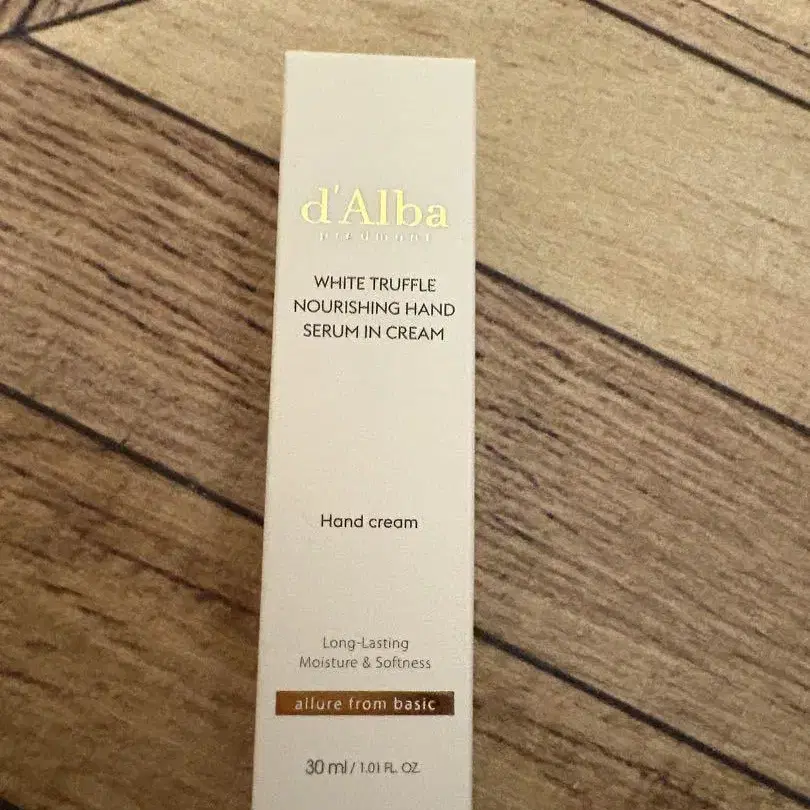 d'Alba
piedmont
WHITE TRUFFLE
NOURISHING HAND
SERUM IN CREAM
Hand cream
Long-Lasting
Moisture & Softness
allure from basic
30 ml / 1.01 FL. OZ.